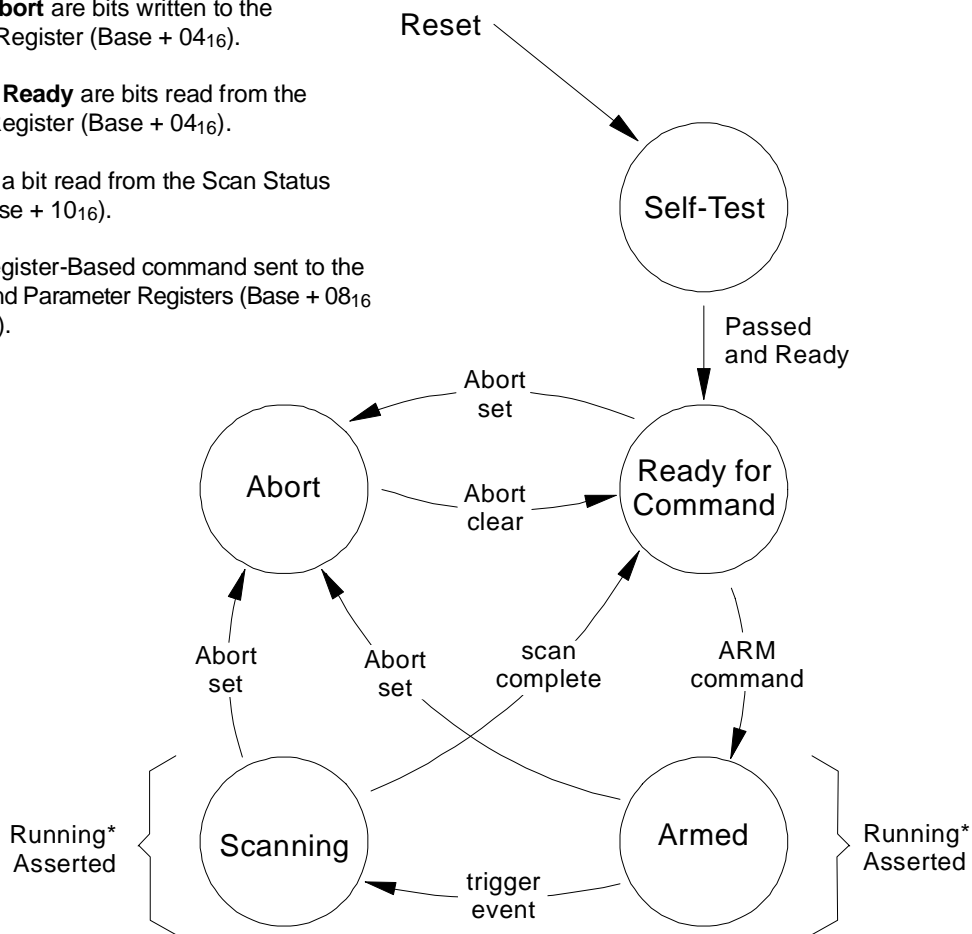 bort are bits written to the
Register (Base + 04₁₆).
Ready are bits read from the
egister (Base + 04₁₆).
a bit read from the Scan Status
se + 10₁₆).
egister-Based command sent to the
nd Parameter Registers (Base + 08₁₆
).
Reset
Self-Test
Passed
and Ready
Abort
set
Abort
Ready for
Command
Abort
clear
Abort
set
Abort
set
scan
complete
ARM
command
Running*
Asserted
Scanning
Armed
Running*
Asserted
trigger
event